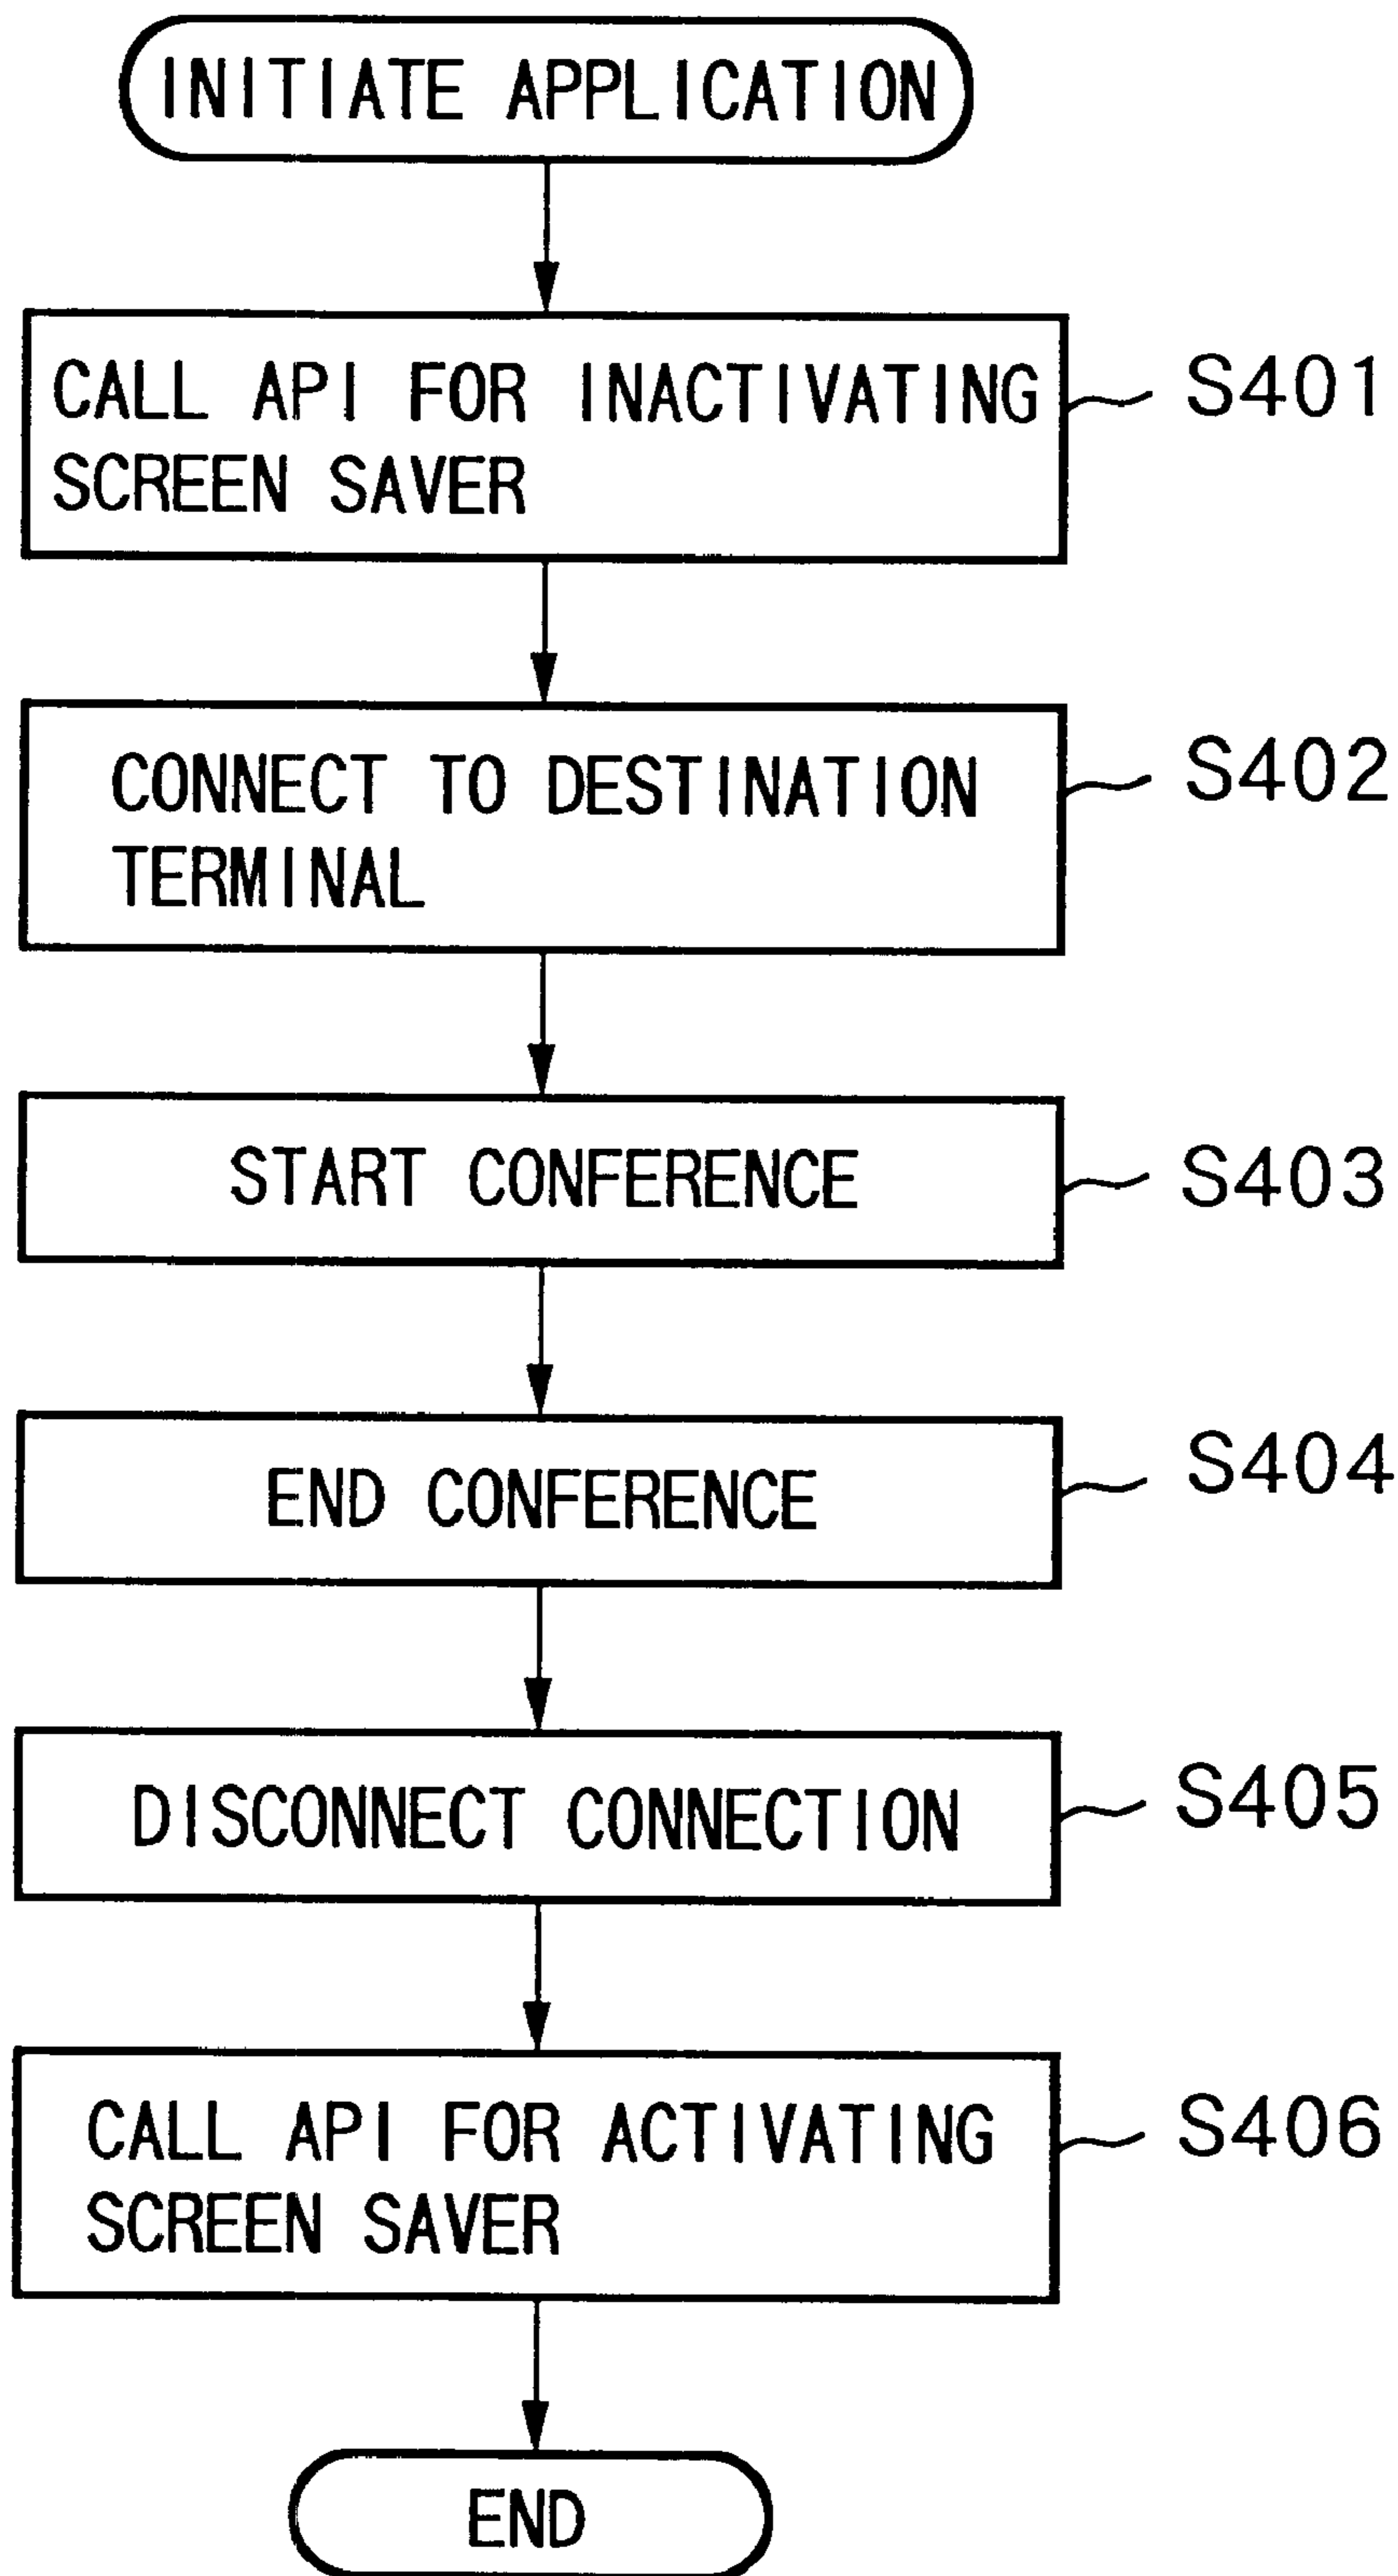 INITIATE APPLICATION
CALL API FOR INACTIVATING
SCREEN SAVER
S401
CONNECT TO DESTINATION
TERMINAL
S402
START CONFERENCE
S403
END CONFERENCE
S404
DISCONNECT CONNECTION
S405
CALL API FOR ACTIVATING
SCREEN SAVER
S406
END